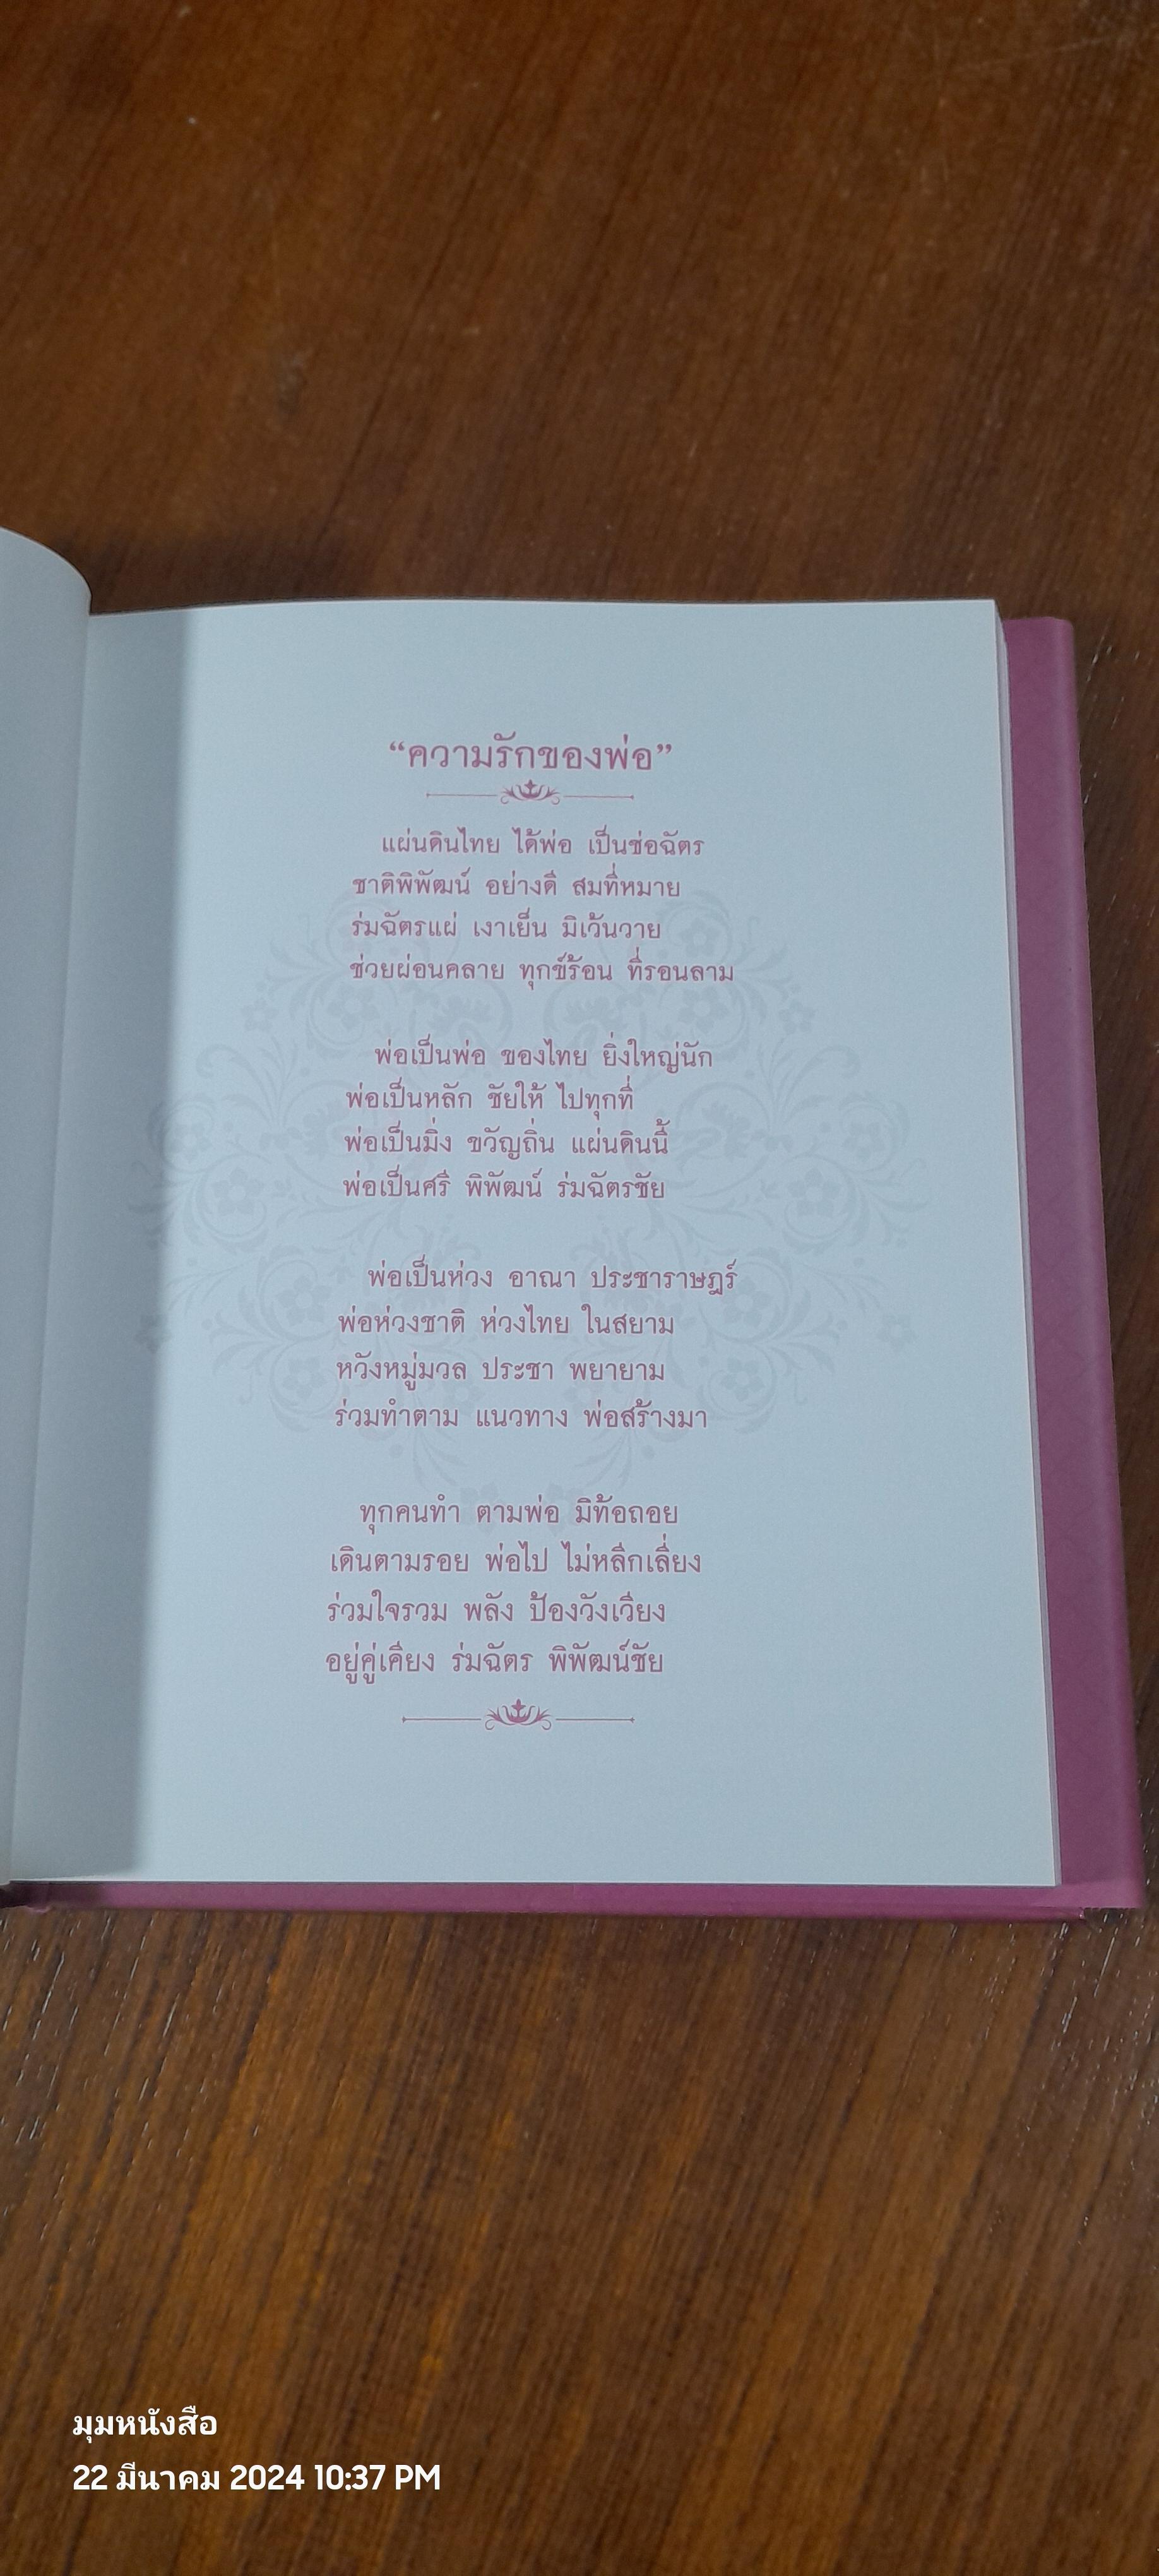 “ความรักของพ่อ”
แผ่นดินไทย ได้พ่อ เป็นช่อฉัตร
ชาติพิพัฒน์ อย่างดี สมที่หมาย
ร่มฉัตรแผ่ เงาเย็น มิเว้นวาย
ช่วยผ่อนคลาย ทุกข์ร้อน ที่รอนลาม
พ่อเป็นพ่อ ของไทย ยิ่งใหญ่นัก
พ่อเป็นหลัก ชัยให้ ไปทุกที่
พ่อเป็นมิ่ง ขวัญถิ่น แผ่นดินนี้
พ่อเป็นศรี พิพัฒน์ ร่มฉัตรชัย
พ่อเป็นห่วง อาณา ประชาราษฎร์
พ่อห่วงชาติ ห่วงไทย ในสยาม
หวังหมู่มวล ประชา พยายาม
ร่วมทำตาม แนวทาง พ่อสร้างมา
ทุกคนทำ ตามพ่อ มิท้อถอย
เดินตามรอย พ่อไป ไม่หลีกเลี่ยง
ร่วมใจรวม พลัง ป้องวังเวียง
อยู่คู่เคียง ร่มฉัตร พิพัฒน์ชัย
มุมหนังสือ
22 มีนาคม 2024 10:37 PM